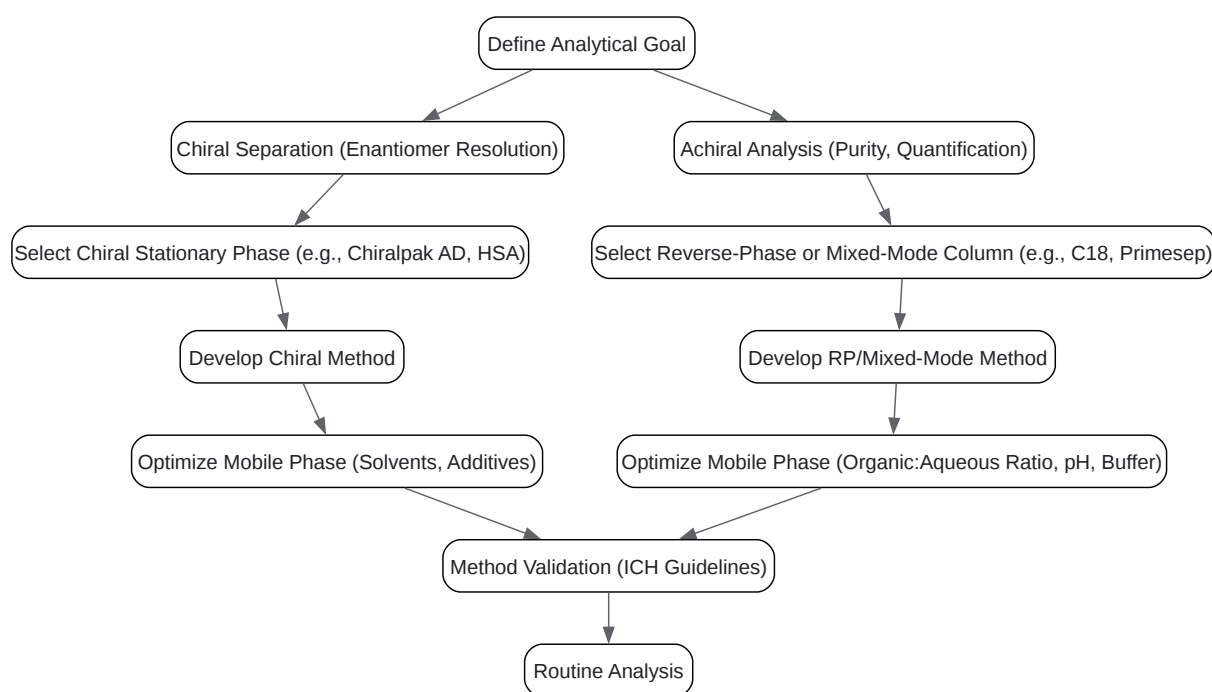 Define Analytical Goal
Chiral Separation (Enantiomer Resolution)
Achiral Analysis (Purity, Quantification)
Select Chiral Stationary Phase (e.g., Chiralpak AD, HSA)
Select Reverse-Phase or Mixed-Mode Column (e.g., C18, Primesep)
Develop Chiral Method
Develop RP/Mixed-Mode Method
Optimize Mobile Phase (Solvents, Additives)
Optimize Mobile Phase (Organic:Aqueous Ratio, pH, Buffer)
Method Validation (ICH Guidelines)
Routine Analysis